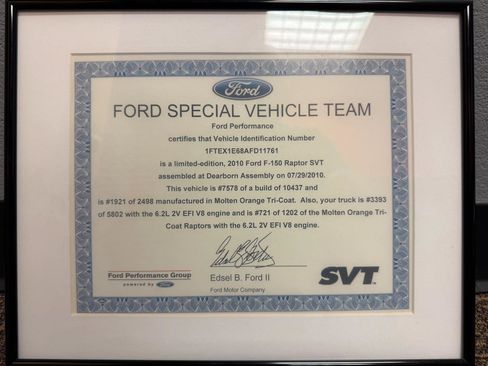 Ford
FORD SPECIAL VEHICLE TEAM
Ford Performance
certifies that Vehicle Identification Number
1FTEX1E68AFD11761
is a limited-edition, 2010 Ford F-150 Raptor SVT
assembled at Dearborn Assembly on 07/29/2010.
This vehicle is #7578 of a build of 10437 and
is #1921 of 2498 manufactured in Molten Orange Tri-Coat. Also, your truck is #3393
of 5802 with the 6.2L 2V EFI V8 engine and is #721 of 1202 of the Molten Orange Tri-
Coat Raptors with the 6.2L 2V EFI V8 engine.
Ford Performance Group
powered by Ford
Edsel B. Ford II
Ford Motor Company
SVT